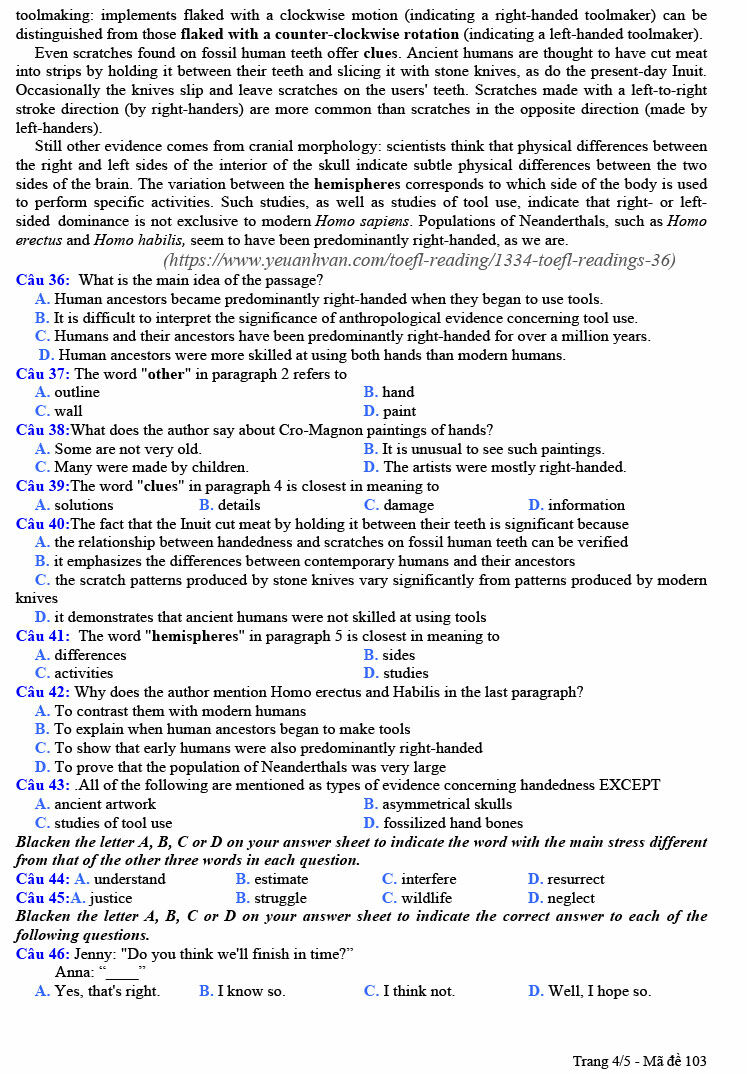 toolmaking: implements flaked with a clockwise motion (indicating a right-handed toolmaker) can be
distinguished from those flaked with a counter-clockwise rotation (indicating a left-handed toolmaker).
Even scratches found on fossil human teeth offer clues. Ancient humans are thought to have cut meat
into strips by holding it between their teeth and slicing it with stone knives, as do the present-day Inuit.
Occasionally the knives slip and leave scratches on the users' teeth. Scratches made with a left-to-right
stroke direction (by right-handers) are more common than scratches in the opposite direction (made by
left-handers).
Still other evidence comes from cranial morphology: scientists think that physical differences between
the right and left sides of the interior of the skull indicate subtle physical differences between the two
sides of the brain. The variation between the hemispheres corresponds to which side of the body is used
to perform specific activities. Such studies, as well as studies of tool use, indicate that right- or left-
sided dominance is not exclusive to modern Homo sapiens. Populations of Neanderthals, such as Homo
erectus and Homo habilis, seem to have been predominantly right-handed, as we are.
(https://www.yeuanhvan.com/toefl-reading/1334-toefl-readings-36)
Câu 36: What is the main idea of the passage?
A. Human ancestors became predominantly right-handed when they began to use tools.
B. It is difficult to interpret the significance of anthropological evidence concerning tool use.
C. Humans and their ancestors have been predominantly right-handed for over a million years.
D. Human ancestors were more skilled at using both hands than modern humans.
Câu 37: The word "other" in paragraph 2 refers to
A. outline B. hand
C. wall D. paint
Câu 38:What does the author say about Cro-Magnon paintings of hands?
A. Some are not very old. B. It is unusual to see such paintings.
C. Many were made by children. D. The artists were mostly right-handed.
Câu 39:The word "clues" in paragraph 4 is closest in meaning to
A. solutions B. details C. damage D. information
Câu 40:The fact that the Inuit cut meat by holding it between their teeth is significant because
A. the relationship between handedness and scratches on fossil human teeth can be verified
B. it emphasizes the differences between contemporary humans and their ancestors
C. the scratch patterns produced by stone knives vary significantly from patterns produced by modern
knives
D. it demonstrates that ancient humans were not skilled at using tools
Câu 41: The word "hemispheres" in paragraph 5 is closest in meaning to
A. differences B. sides
C. activities D. studies
Câu 42: Why does the author mention Homo erectus and Habilis in the last paragraph?
A. To contrast them with modern humans
B. To explain when human ancestors began to make tools
C. To show that early humans were also predominantly right-handed
D. To prove that the population of Neanderthals was very large
Câu 43: .All of the following are mentioned as types of evidence concerning handedness EXCEPT
A. ancient artwork B. asymmetrical skulls
C. studies of tool use D. fossilized hand bones
Blacken the letter A, B, C or D on your answer sheet to indicate the word with the main stress different
from that of the other three words in each question.
Câu 44: A. understand B. estimate C. interfere D. resurrect
Câu 45:A. justice B. struggle C. wildlife D. neglect
Blacken the letter A, B, C or D on your answer sheet to indicate the correct answer to each of the
following questions.
Câu 46: Jenny: "Do you think we'll finish in time?”
Anna: “____”
A. Yes, that's right. B. I know so. C. I think not. D. Well, I hope so.
Trang 4/5 - Mã đề 103